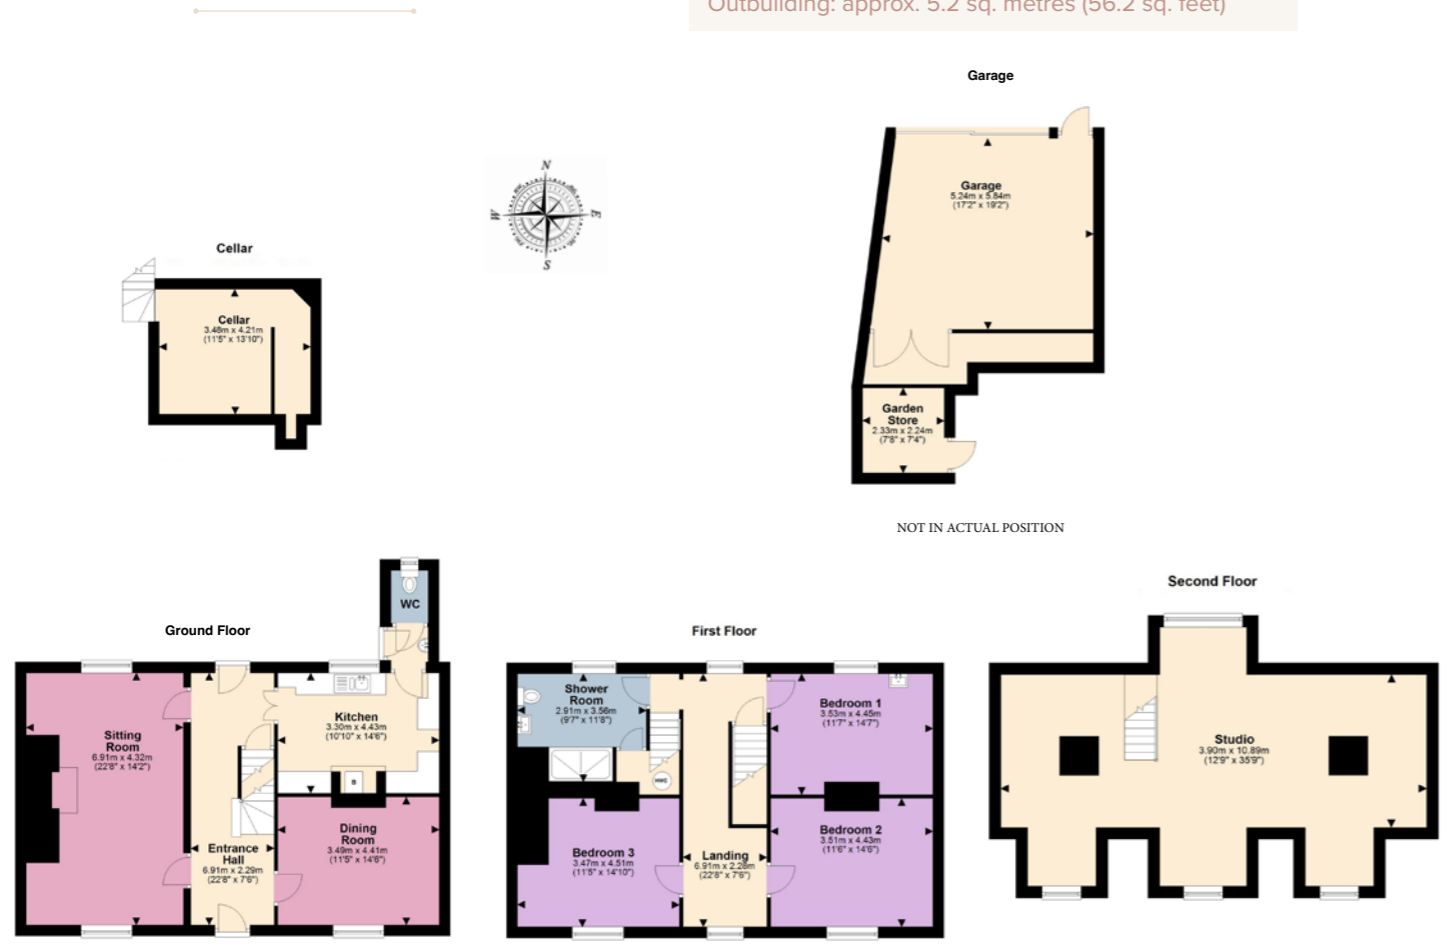 Outbuilding: approx. 5.2 sq. metres (56.2 sq. feet)
Garage
Garage
5.24m x 5.84m
(17'2" x 19'2")
N
W
E
S
Cellar
Cellar
3.48m x 4.21m
(11'5" x 13'10")
Garden
Store
2.33m x 2.24m
(7'8" x 7'4")
NOT IN ACTUAL POSITION
Ground Floor
WC
Sitting
Room
6.91m x 4.32m
(22'8" x 14'2")
Kitchen
3.30m x 4.43m
(10'10" x 14'6")
B
Dining
Room
3.49m x 4.41m
(11'5" x 14'6")
Entrance
Hall
6.91m x 2.29m
(22'8" x 7'6")
First Floor
Shower
Room
2.91m x 3.56m
(9'7" x 11'8")
HWC
Bedroom 1
3.53m x 4.45m
(11'7" x 14'7")
Bedroom 2
3.51m x 4.43m
(11'6" x 14'6")
Bedroom 3
3.47m x 4.51m
(11'5" x 14'10")
Landing
6.91m x 2.28m
(22'8" x 7'6")
Second Floor
Studio
3.90m x 10.89m
(12'9" x 35'9")